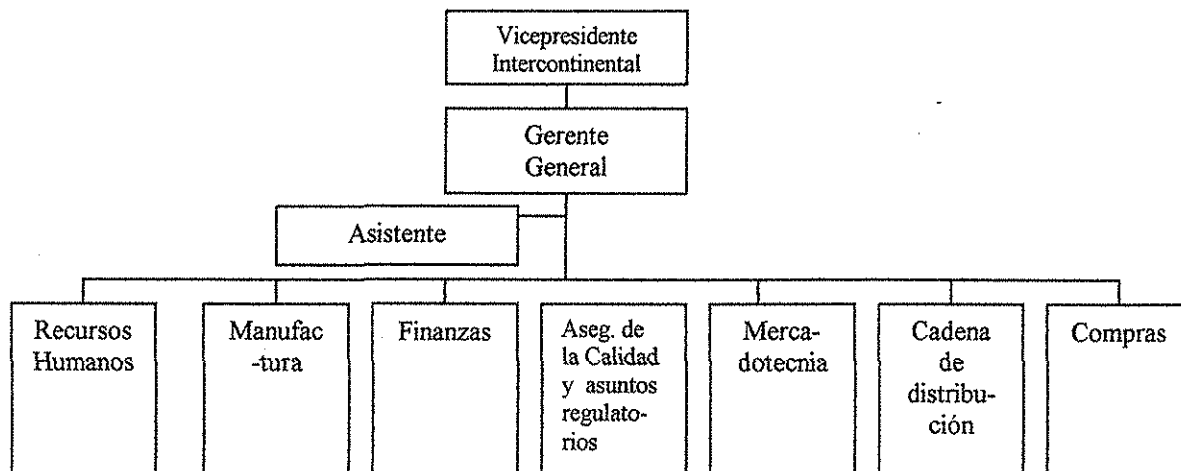 Vicepresidente
Intercontinental
Gerente
General
Asistente
Recursos
Humanos
Manufac
-tura
Finanzas
Aseg. de
la Calidad
y asuntos
regulato-
rios
Merca-
dotecnia
Cadena
de
distribu-
ción
Compras